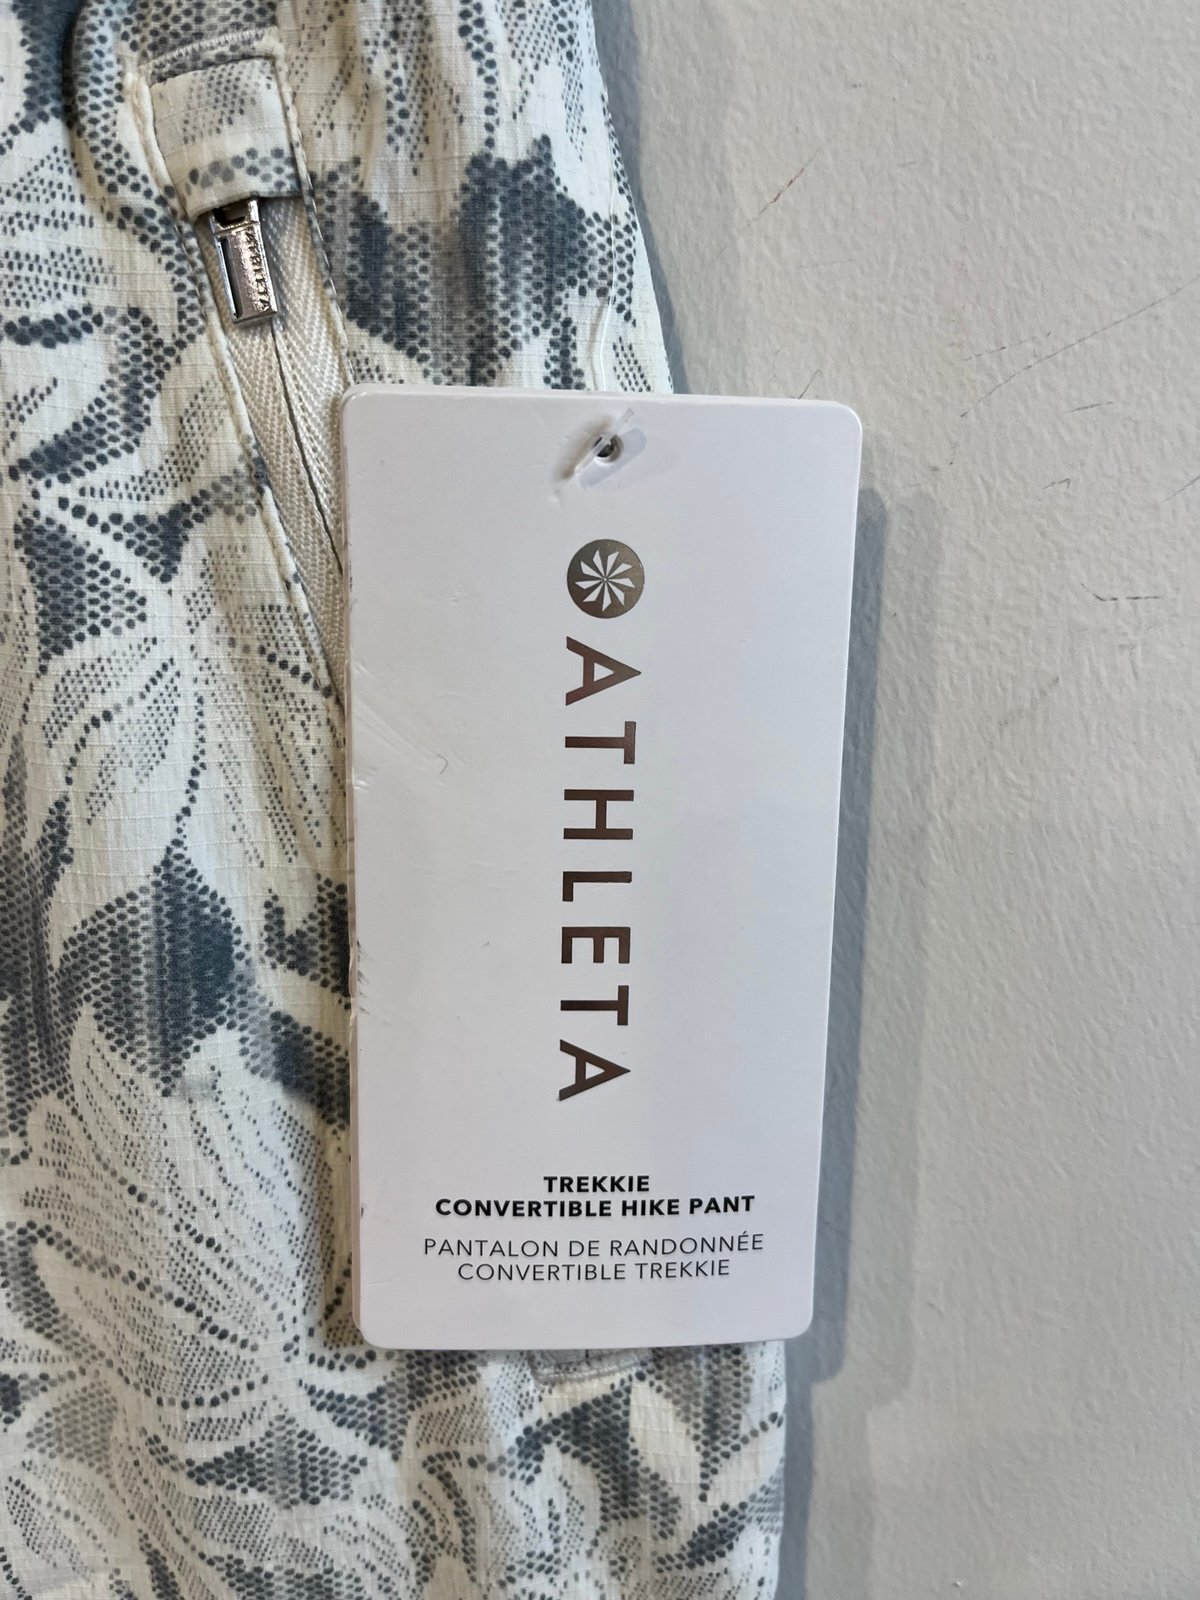 ATHLETA
TREKKIE
CONVERTIBLE HIKE PANT
PANTALON DE RANDONNÉE
CONVERTIBLE TREKKIE